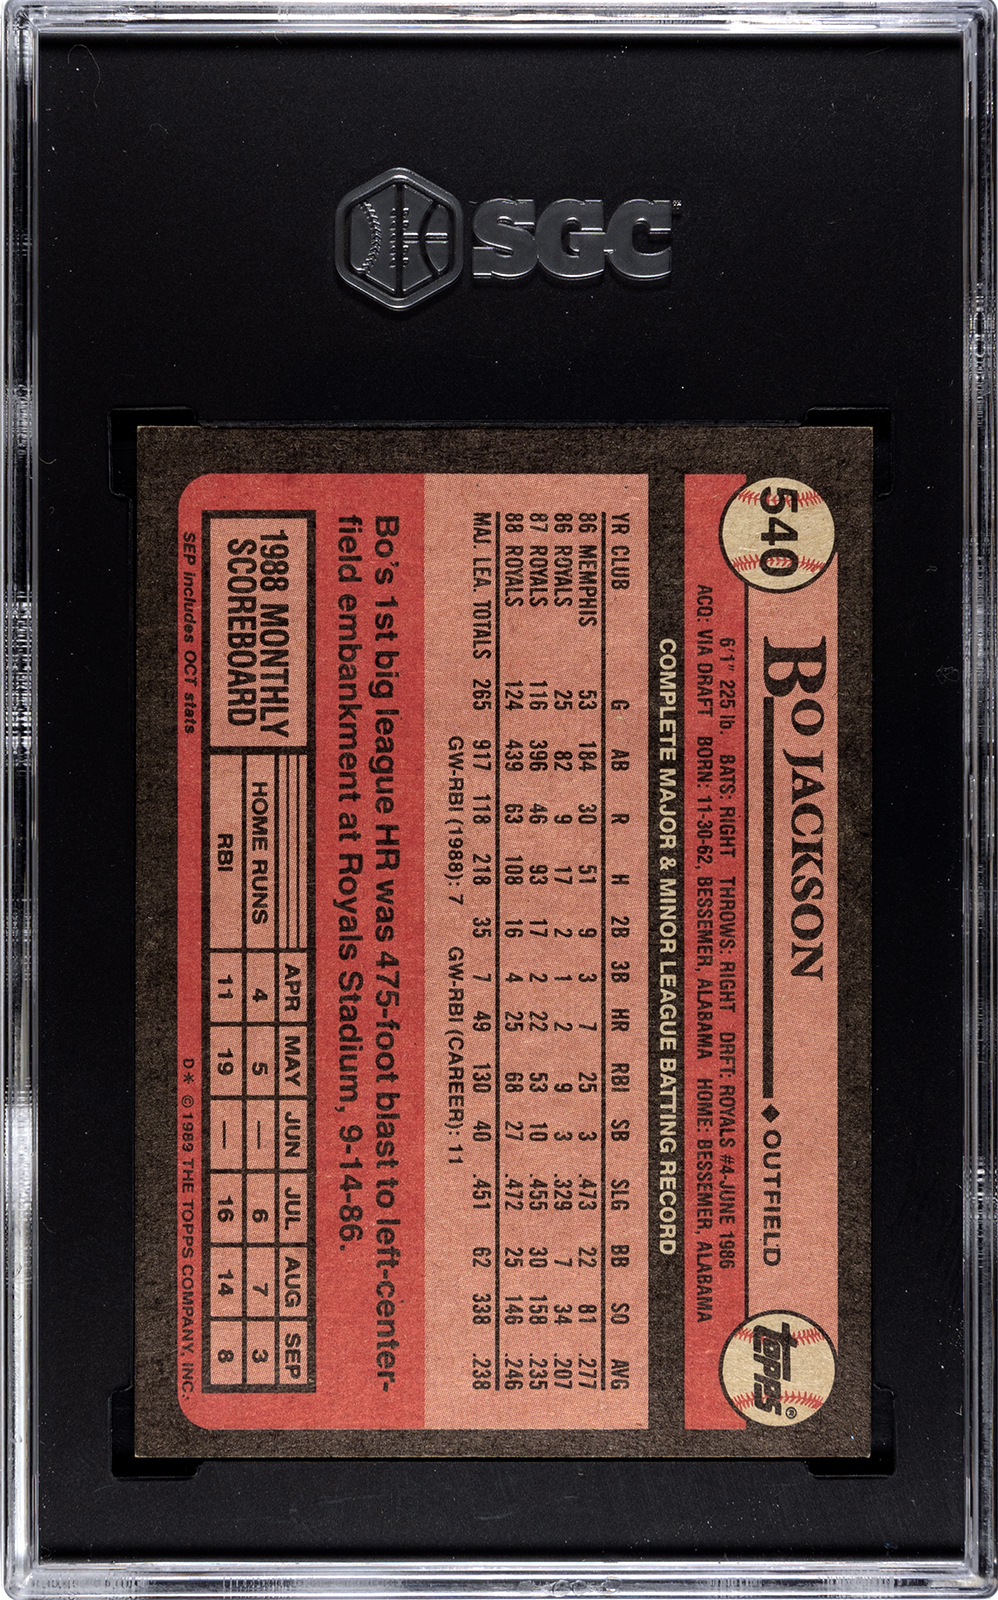 SGC
540
BO JACKSON ◆ OUTFIELD
topps®
6'1" 225 lb. BATS: RIGHT THROWS: RIGHT DRFT: ROYALS #4-JUNE 1986
ACQ: VIA DRAFT BORN: 11-30-62, BESSEMER, ALABAMA HOME: BESSEMER, ALABAMA
COMPLETE MAJOR & MINOR LEAGUE BATTING RECORD
YR CLUB G AB R H 2B 3B HR RBI SB SLG BB SO AVG
86 MEMPHIS 53 184 30 51 9 3 7 25 3 .473 22 81 .277
86 ROYALS 25 82 9 17 2 1 2 9 3 .329 7 34 .207
87 ROYALS 116 396 46 93 17 2 22 53 10 .455 30 158 .235
88 ROYALS 124 439 63 108 16 4 25 68 27 .472 25 146 .246
MAJ. LEA. TOTALS 265 917 118 218 35 7 49 130 40 .451 62 338 .238
GW-RBI (1988): 7 GW-RBI (CAREER): 11
Bo's 1st big league HR was 475-foot blast to left-center-
field embankment at Royals Stadium, 9-14-86.
1988 MONTHLY
SCOREBOARD
APR MAY JUN JUL AUG SEP
HOME RUNS 4 5 — 6 7 3
RBI 11 19 — 16 14 8
SEP includes OCT stats
D* © 1989 THE TOPPS COMPANY, INC.